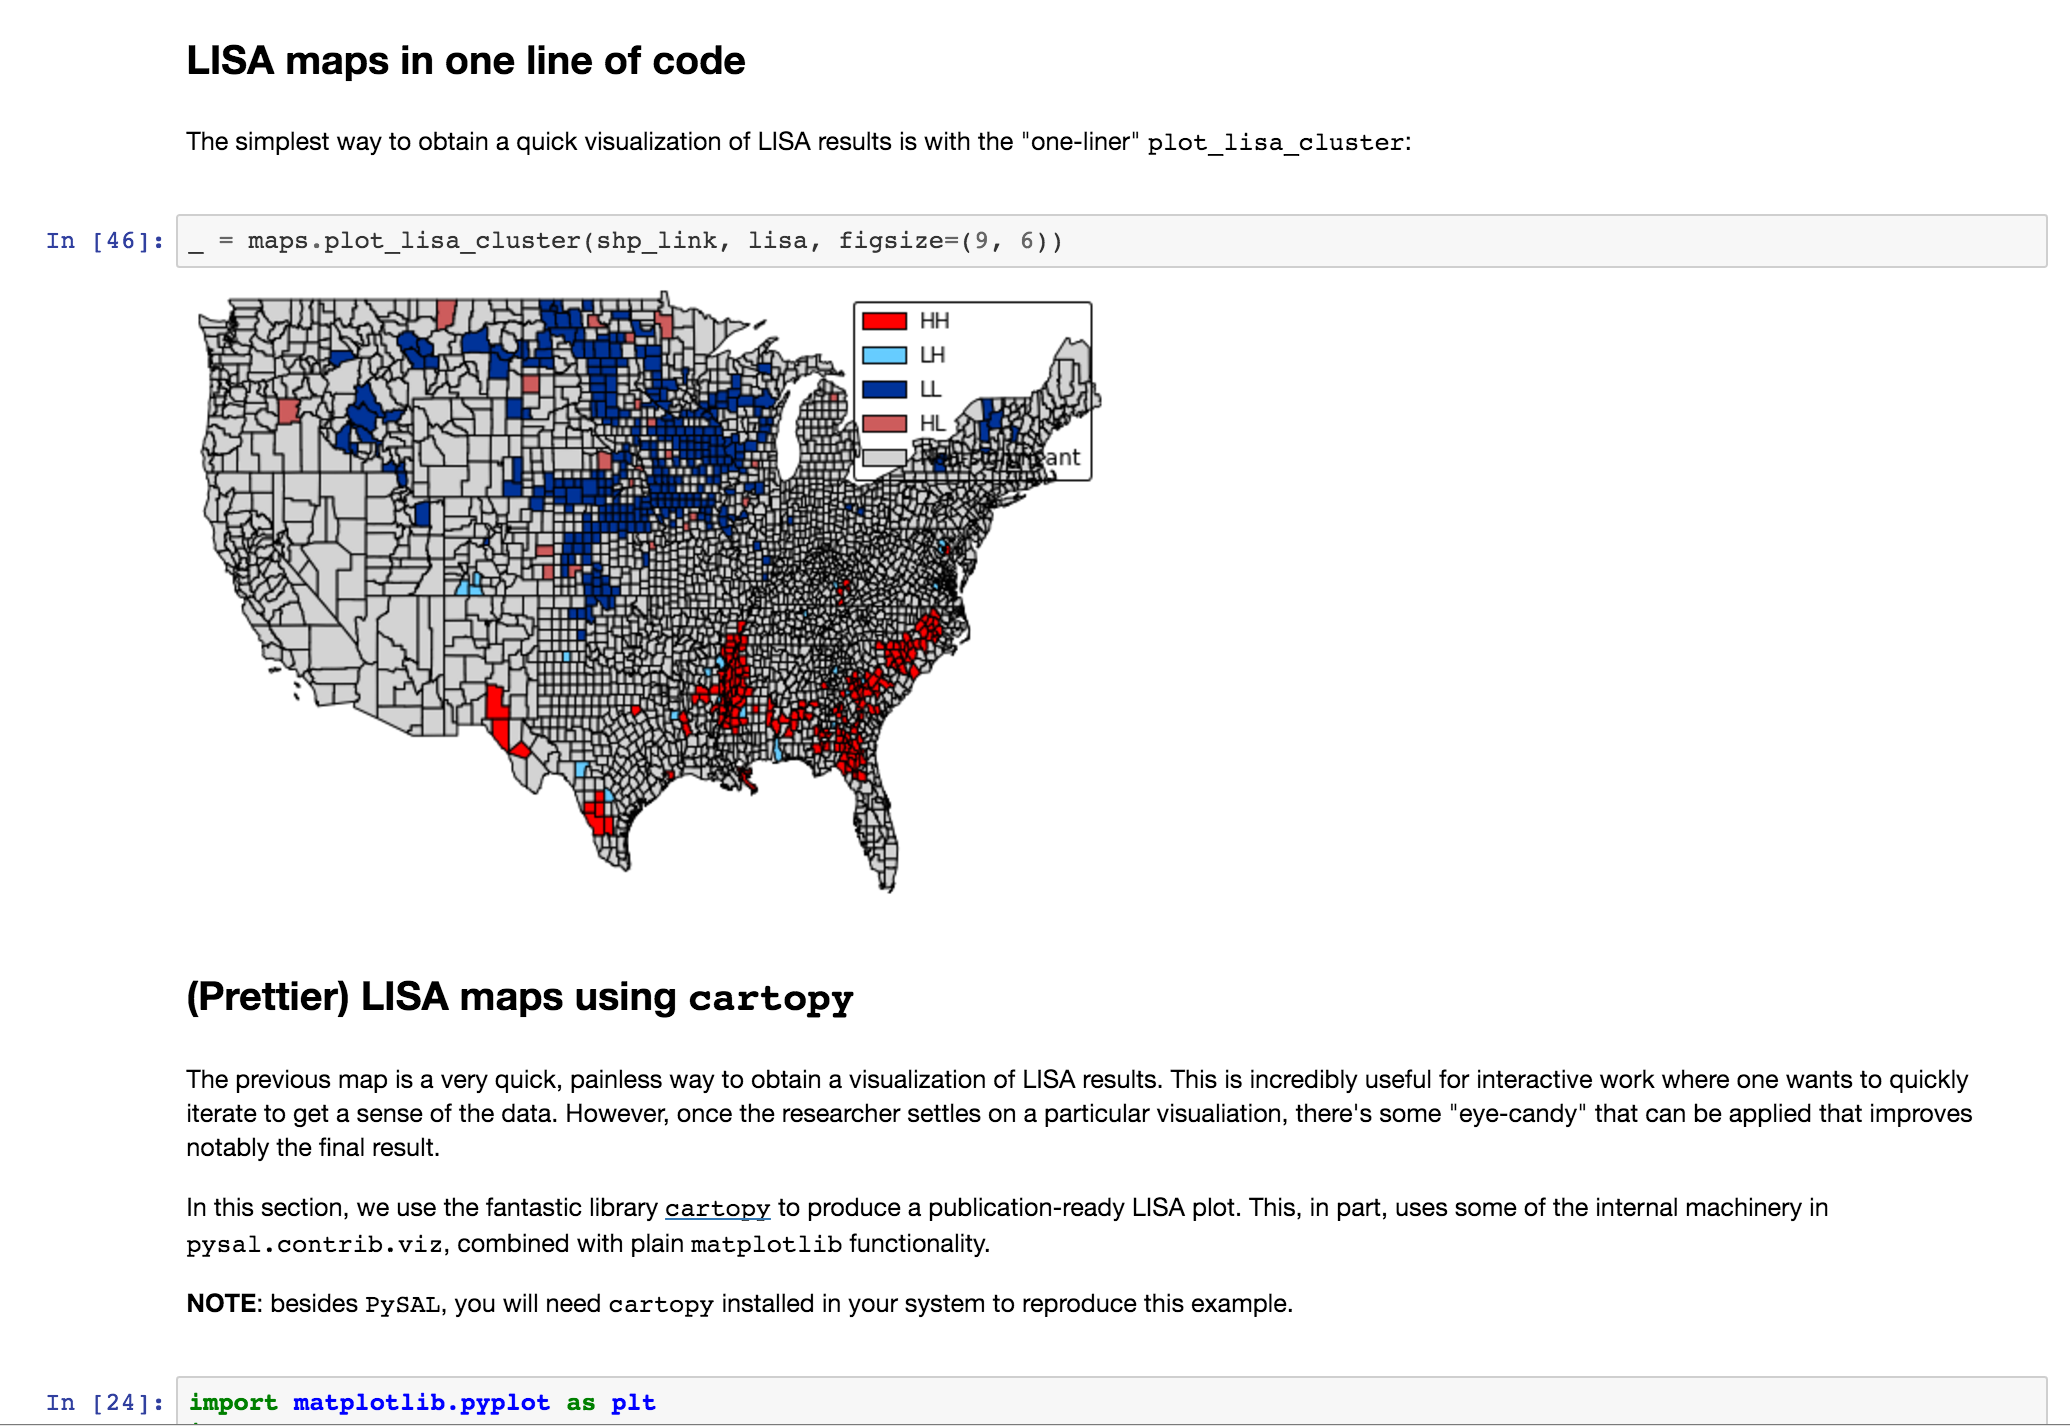 LISA maps in one line of code
The simplest way to obtain a quick visualization of LISA results is with the "one-liner" plot_lisa_cluster:
In [46]: _ = maps.plot_lisa_cluster(shp_link, lisa, figsize=(9, 6))
HH
LH
LL
HL
(Prettier) LISA maps using cartopy
The previous map is a very quick, painless way to obtain a visualization of LISA results. This is incredibly useful for interactive work where one wants to quickly
iterate to get a sense of the data. However, once the researcher settles on a particular visualiation, there's some "eye-candy" that can be applied that improves
notably the final result.
In this section, we use the fantastic library cartopy to produce a publication-ready LISA plot. This, in part, uses some of the internal machinery in
pysal.contrib.viz, combined with plain matplotlib functionality.
NOTE: besides PySAL, you will need cartopy installed in your system to reproduce this example.
In [24]: import matplotlib.pyplot as plt